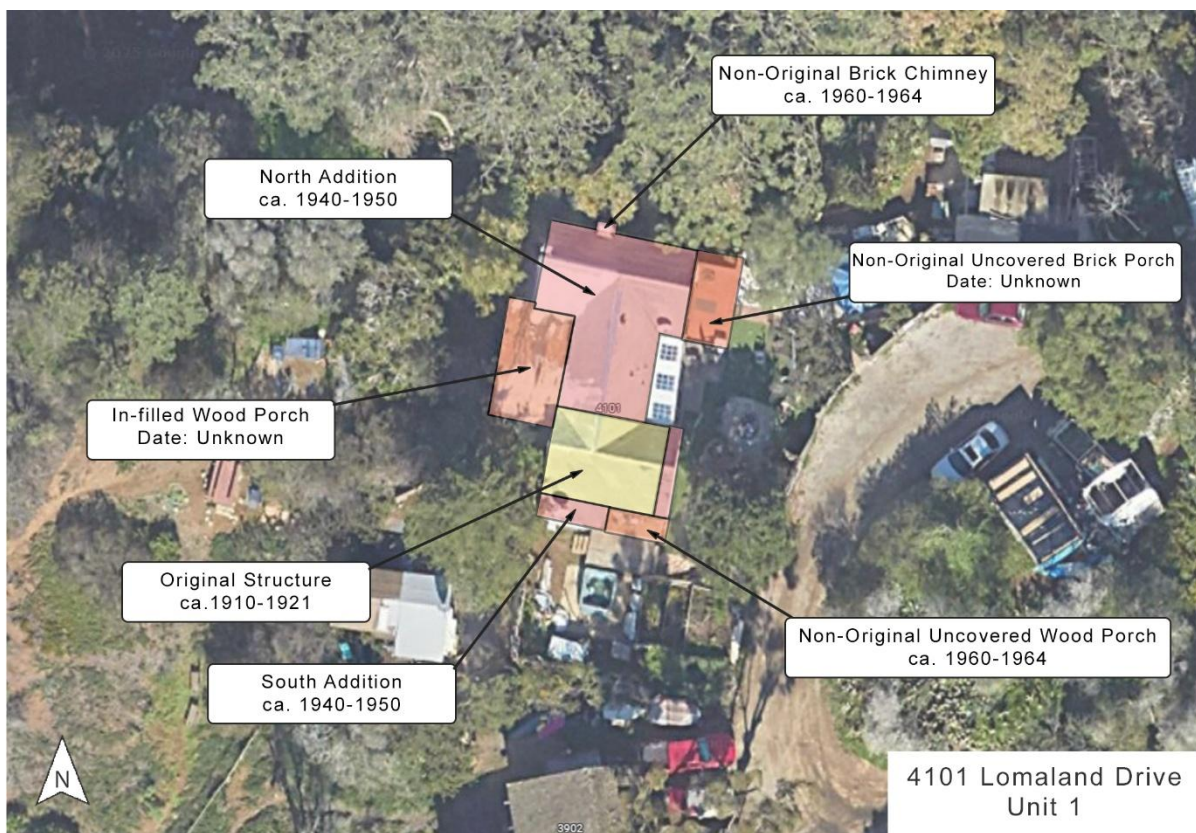 © 2025 Google
Non-Original Brick Chimney
ca. 1960-1964
North Addition
ca. 1940-1950
Non-Original Uncovered Brick Porch
Date: Unknown
In-filled Wood Porch
Date: Unknown
4101
Original Structure
ca.1910-1921
Non-Original Uncovered Wood Porch
ca. 1960-1964
South Addition
ca. 1940-1950
N
4101 Lomaland Drive
Unit 1
3902